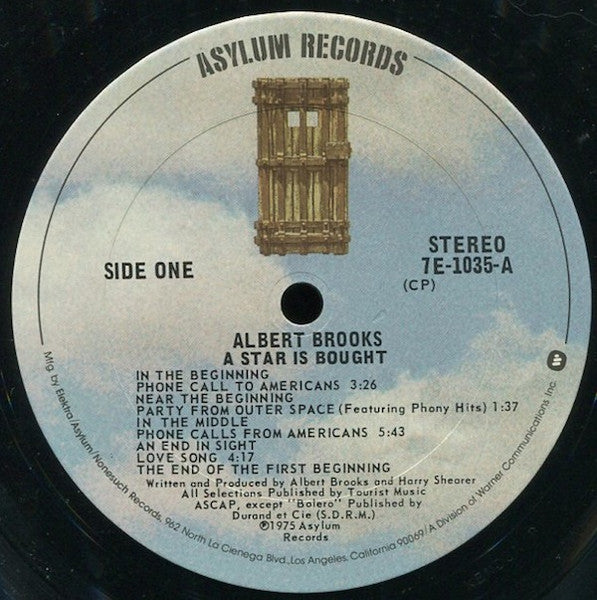 ASYLUM RECORDS
STEREO
SIDE ONE
7E-1035-A
(CP)
ALBERT BROOKS
A STAR IS BOUGHT
IN THE BEGINNING
PHONE CALL TO AMERICANS 3:26
NEAR THE BEGINNING
PARTY FROM OUTER SPACE (Featuring Phony Hits) 1:37
IN THE MIDDLE
PHONE CALLS FROM AMERICANS 5:43
AN END IN SIGHT
LOVE SONG 4:17
THE END OF THE FIRST BEGINNING
Written and Produced by Albert Brooks and Harry Shearer
All Selections Published by Tourist Music
ASCAP, except "Bolero" Published by
Durand et Cie (S.D.R.M.)
℗1975 Asylum
Records
Mfg. by Elektra/Asylum/Nonesuch Records, 962 North La Cienega Blvd., Los Angeles, California 90069/A Division of Warner Communications Inc.